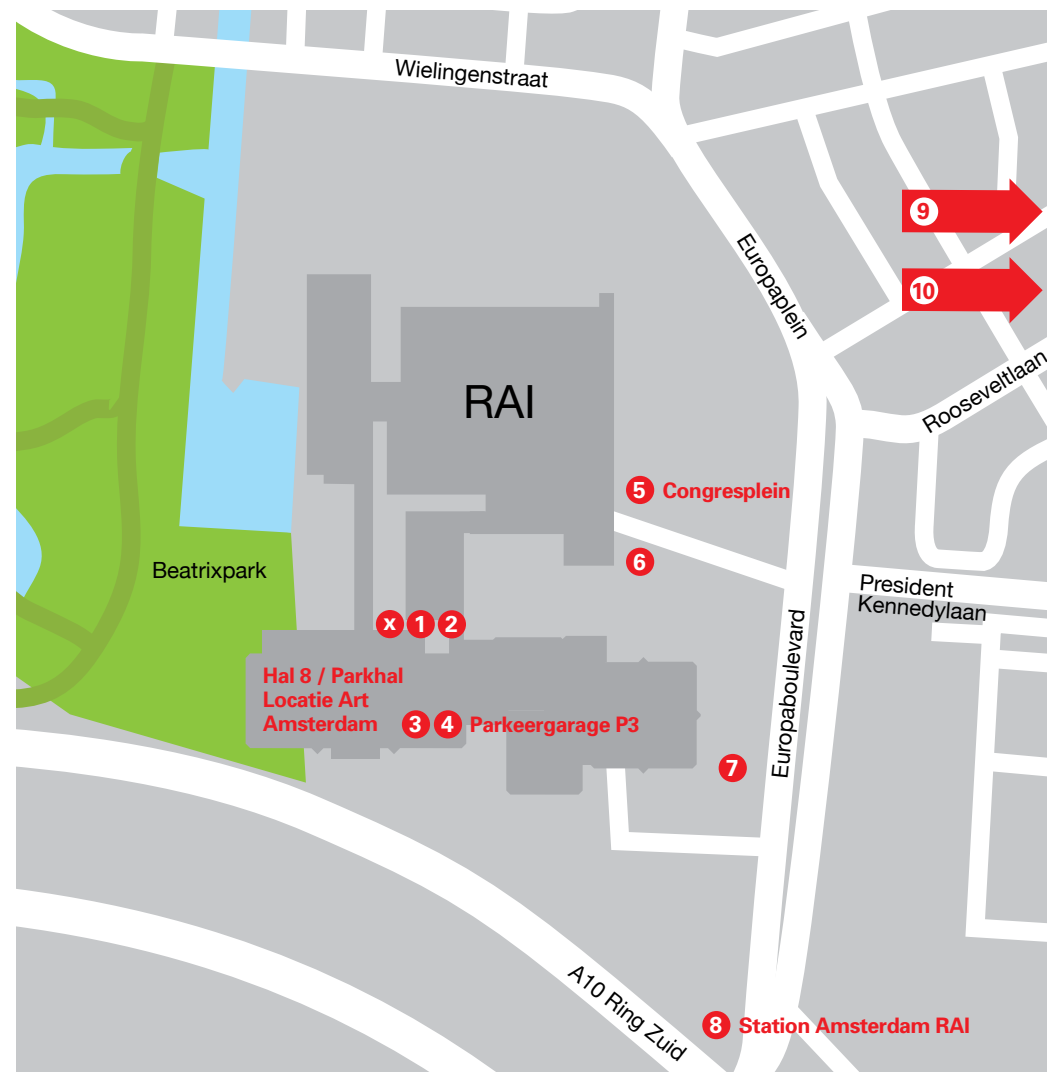 Wielingenstraat
9
Europaplein
10
RAI
Rooseveltlaan
5 Congresplein
6
Beatrixpark
President
Kennedylaan
x 1 2
Hal 8 / Parkhal
Locatie Art
Amsterdam
3 4 Parkeergarage P3
Europaboulevard
7
A10 Ring Zuid
8 Station Amsterdam RAI